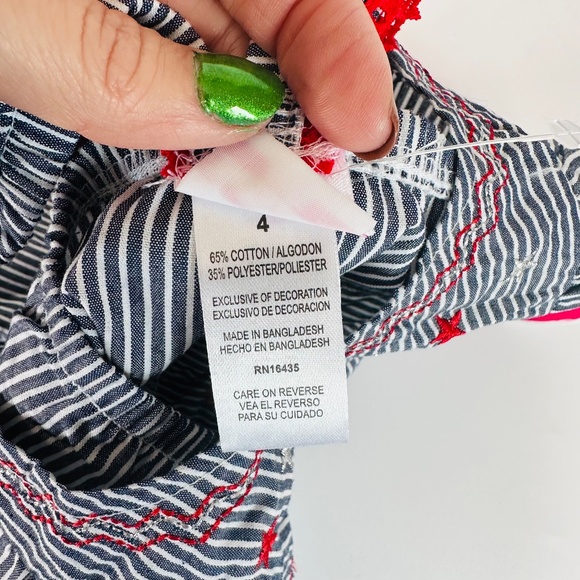 4
65% COTTON / ALGODON
35% POLYESTER/POLIESTER
EXCLUSIVE OF DECORATION
EXCLUSIVO DE DECORATION
MADE IN BANGLADESH
HECHO EN BANGLADESH
RN16435
CARE ON REVERSE
VEA EL REVERSO
PARA SU CUIDADO